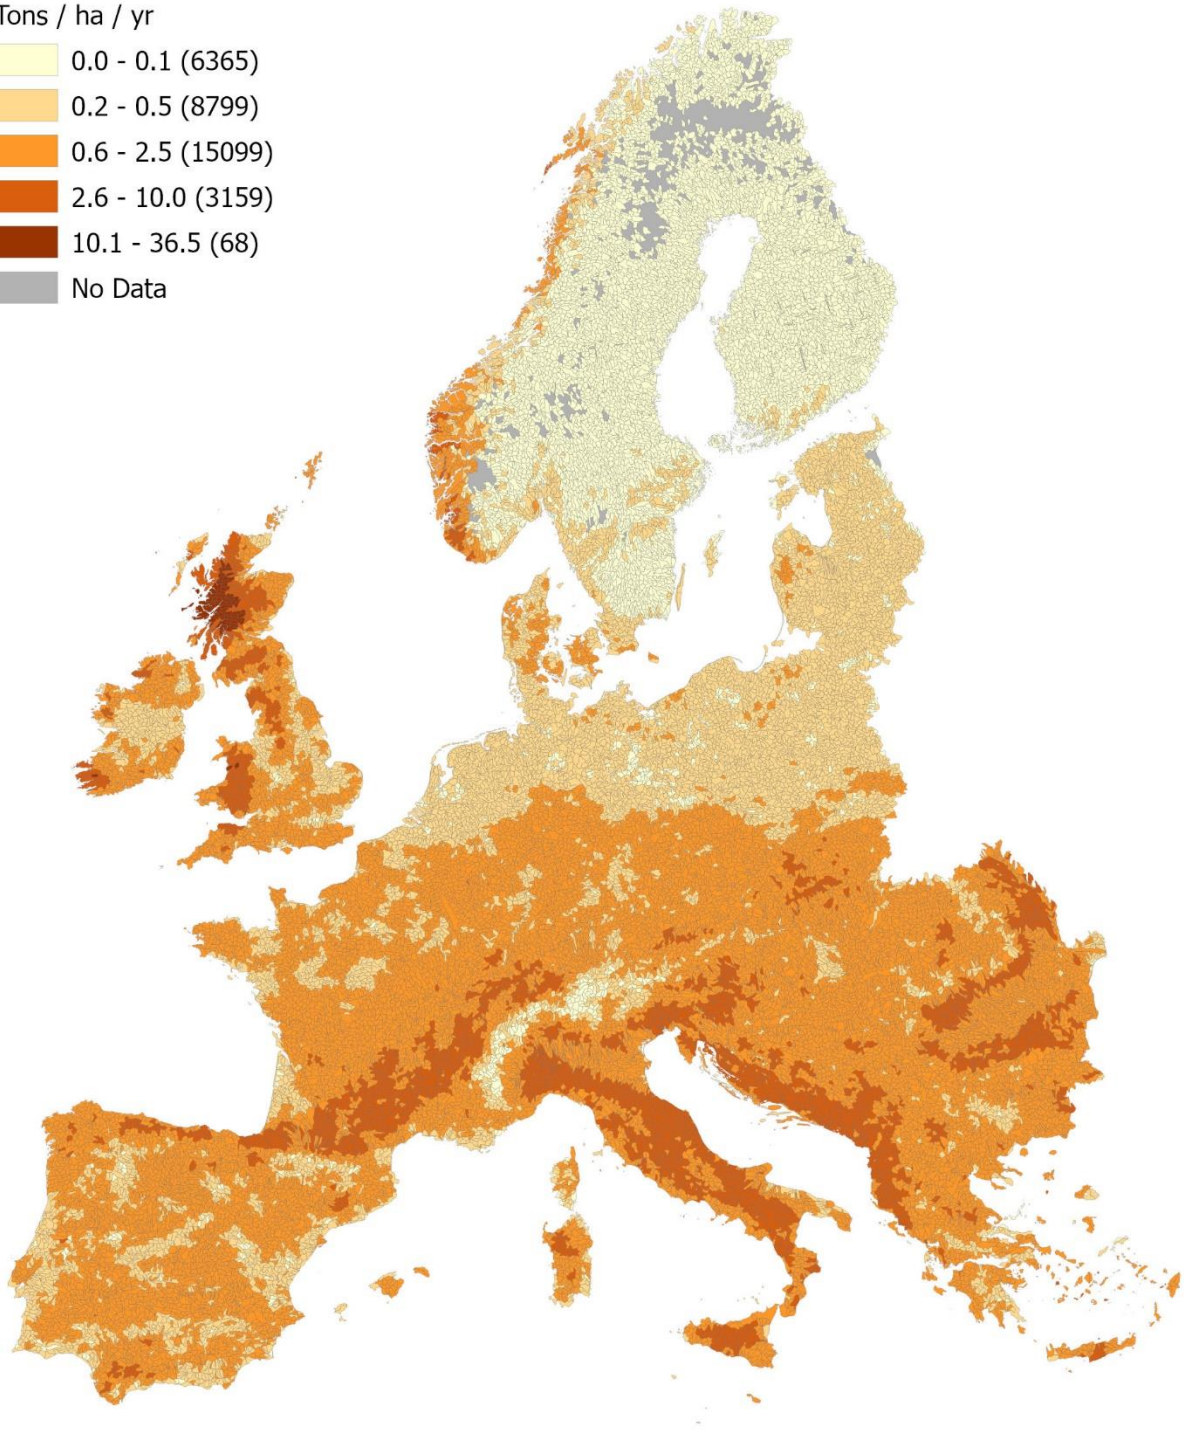 Tons / ha / yr
0.0 - 0.1 (6365)
0.2 - 0.5 (8799)
0.6 - 2.5 (15099)
2.6 - 10.0 (3159)
10.1 - 36.5 (68)
No Data